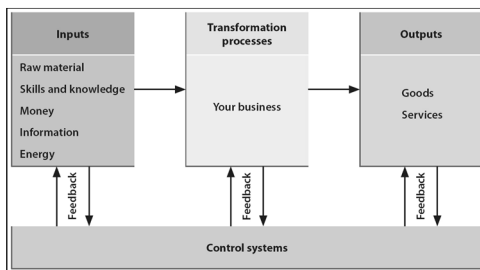 Inputs
Raw material
Skills and knowledge
Money
Information
Energy
Transformation
processes
Your business
Outputs
Goods
Services
Feedback
Feedback
Feedback
Control systems